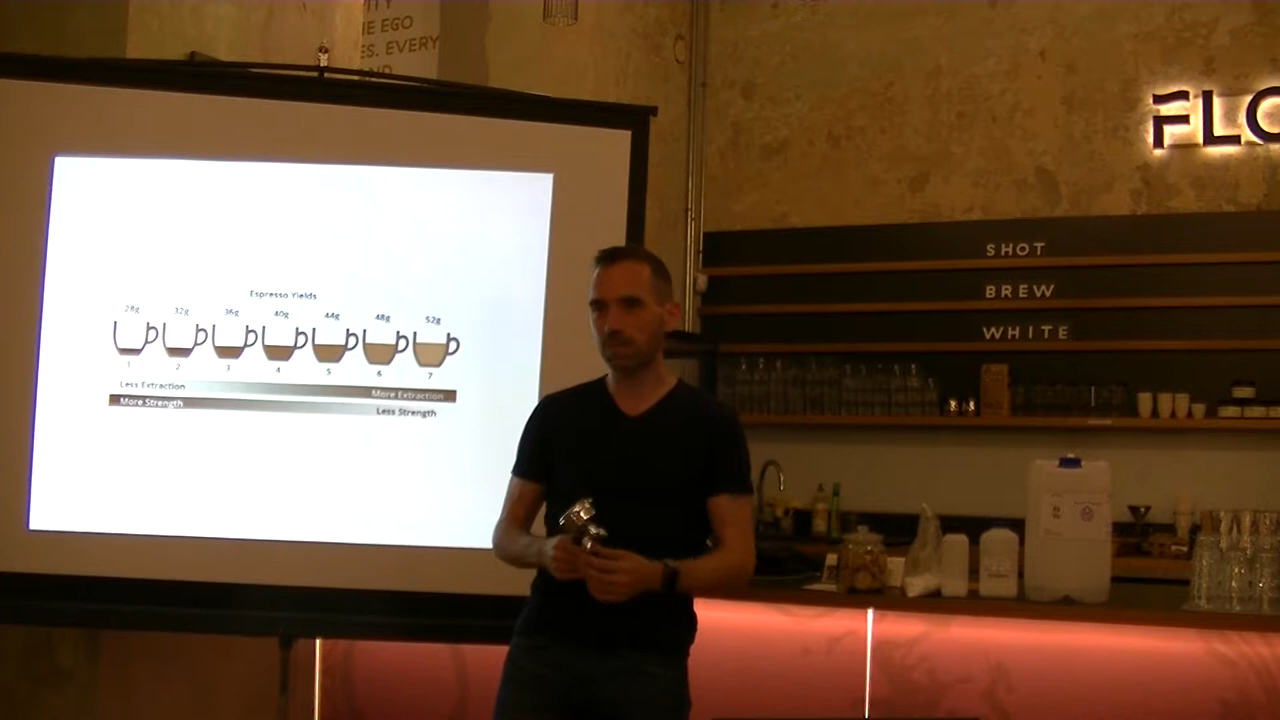 IE EGO
ES. EVERY
FLO
SHOT
BREW
WHITE
Espresso Yields
28g 32g 36g 40g 44g 48g 52g
1 2 3 4 5 6 7
Less Extraction More Extraction
More Strength Less Strength